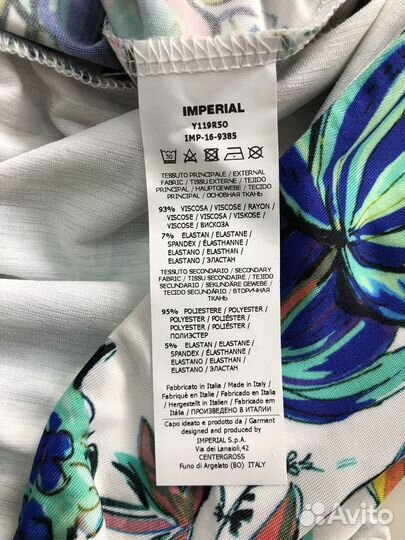 IMPERIAL
Y119R50
IMP-16-9385
30
TESSUTO PRINCIPALE / EXTERNAL
FABRIC / TISSU EXTERNE / TEJIDO
PRINCIPAL / HAUPTGEWEBE / TECIDO
PRINCIPAL / ОСНОВНАЯ ТКАНЬ
93% VISCOSA / VISCOSE / RAYON /
VISCOSE / VISCOSA / VISKOSE /
VISCOSE / ВИСКОЗА
7% ELASTAN / ELASTANE /
SPANDEX / ÉLASTHANNE /
ELASTANO / ELASTHAN /
ELASTANO / ЭЛАСТАН
TESSUTO SECONDARIO / SECONDARY
FABRIC / TISSU SECONDAIRE / TEJIDO
SECUNDARIO / SEKUNDÄRE GEWEBE /
TECIDO SECUNDÁRIO / ВТОРИЧНАЯ
ТКАНЬ
95% POLIESTERE / POLYESTER /
POLYESTER / POLIÉSTER /
POLYESTER / POLIÉSTER /
ПОЛИЭСТЕР
5% ELASTAN / ELASTANE /
SPANDEX / ÉLASTHANNE /
ELASTANO / ELASTHAN /
ELASTANO / ЭЛАСТАН
Fabbricato in Italia / Made in Italy /
Fabriqué en Italie / Fabricado en Italia /
Hergestellt in Italien / Fabricado em
Itália / ПРОИЗВЕДЕНО В ИТАЛИИ
Capo ideato e prodotto da / Garment
designed and produced by
IMPERIAL S.p.A.
Via dei Lanaioli,42
CENTERGROSS
Funo di Argelato (BO) ITALY
Avito